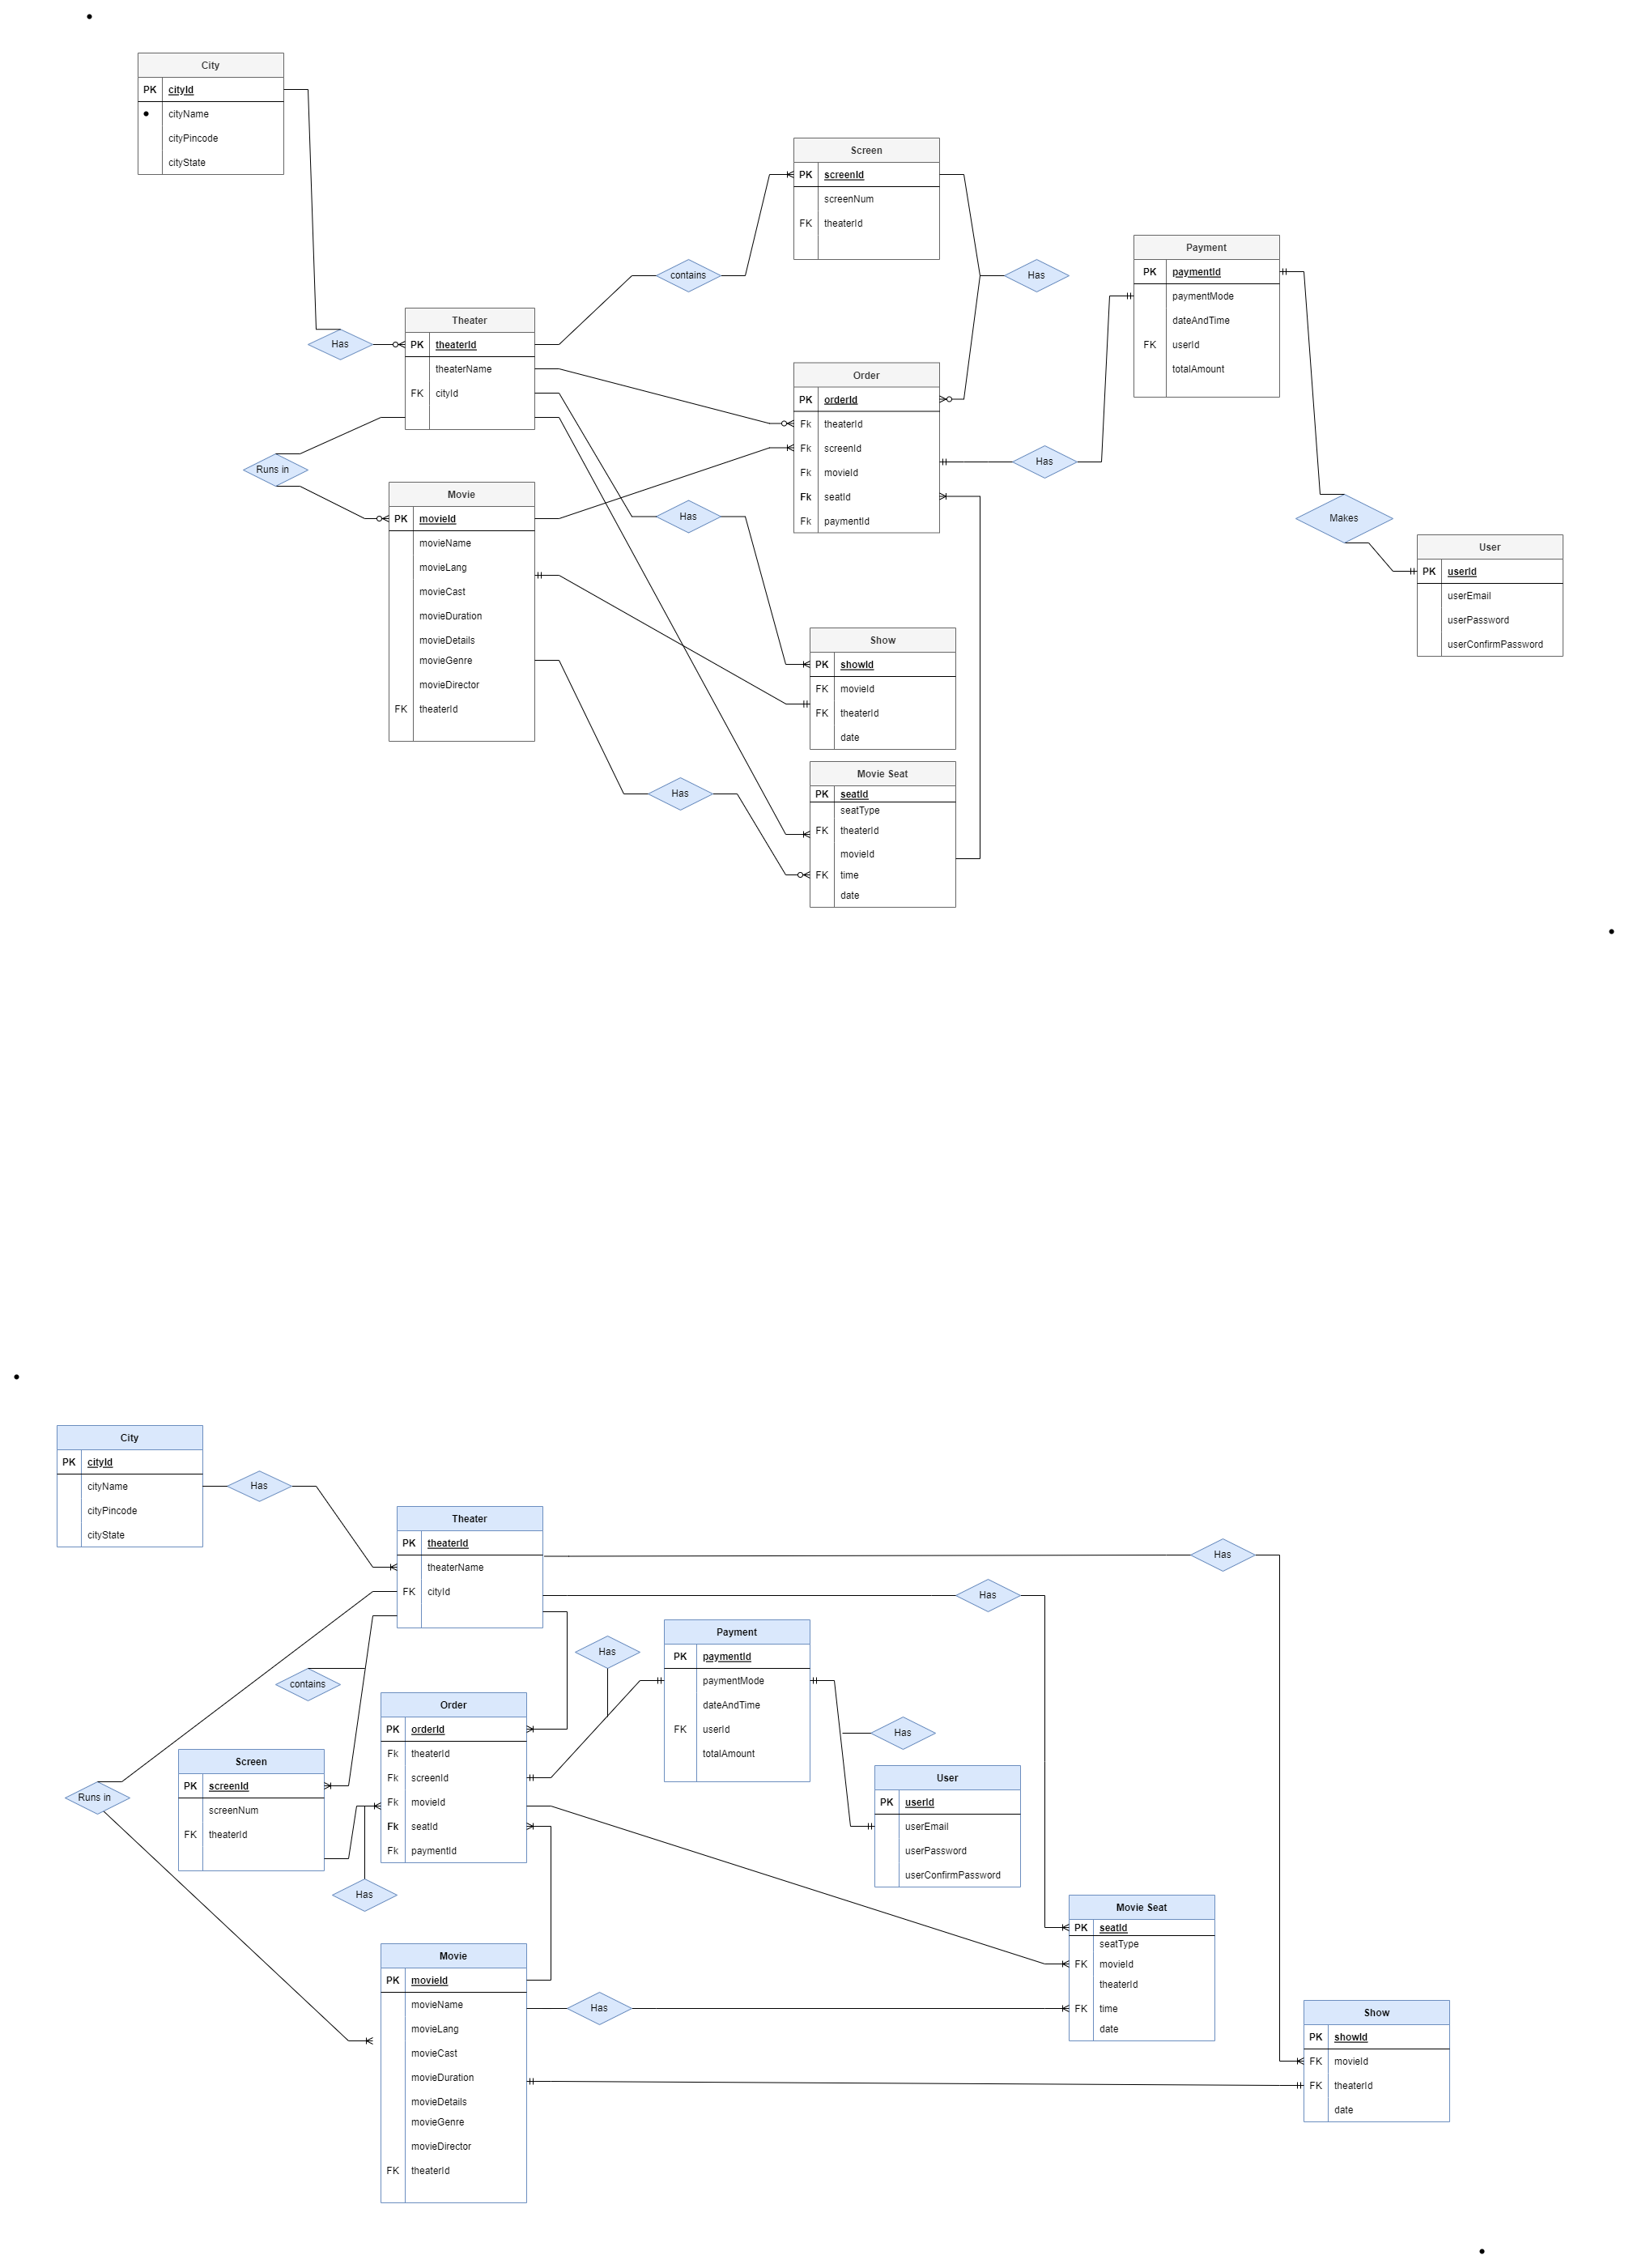 City
PK cityId
cityName
cityPincode
cityState
Screen
PK screenId
screenNum
FK theaterId
contains
Has
Payment
PK paymentId
paymentMode
dateAndTime
FK userId
totalAmount
Theater
PK theaterId
theaterName
FK cityId
Has
Order
PK orderId
Fk theaterId
Fk screenId
Fk movieId
Fk seatId
Fk paymentId
Has
Runs in
Movie
PK movieId
movieName
movieLang
movieCast
movieDuration
movieDetails
movieGenre
movieDirector
FK theaterId
Has
Makes
User
PK userId
userEmail
userPassword
userConfirmPassword
Show
PK showId
FK movieId
FK theaterId
date
Has
Movie Seat
PK seatId
seatType
FK theaterId
movieId
FK time
date
City
PK cityId
cityName
cityPincode
cityState
Has
Theater
PK theaterId
theaterName
FK cityId
Has
Has
Payment
PK paymentId
paymentMode
dateAndTime
FK userId
totalAmount
Has
contains
Order
PK orderId
Fk theaterId
Fk screenId
Fk movieId
Fk seatId
Fk paymentId
Has
Screen
PK screenId
screenNum
FK theaterId
Runs in
User
PK userId
userEmail
userPassword
userConfirmPassword
Has
Movie Seat
PK seatId
seatType
FK movieId
theaterId
FK time
date
Movie
PK movieId
movieName
movieLang
movieCast
movieDuration
movieDetails
movieGenre
movieDirector
FK theaterId
Has
Show
PK showId
FK movieId
FK theaterId
date